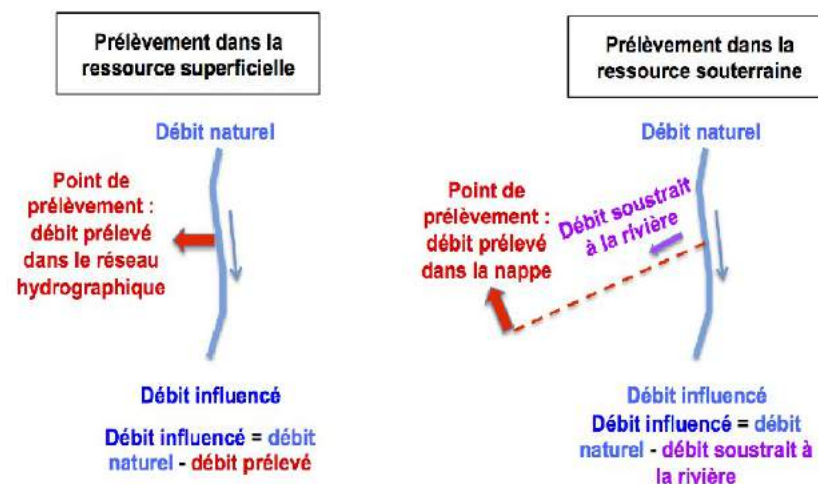 Prélèvement dans la
ressource superficielle
Débit naturel
Point de
prélèvement :
débit prélevé
dans le réseau
hydrographique
Débit influencé
Débit influencé = débit
naturel - débit prélevé
Prélèvement dans la
ressource souterraine
Débit naturel
Point de
prélèvement :
débit prélevé
dans la nappe
Débit soustrait
à la rivière
Débit influencé
Débit influencé = débit
naturel - débit soustrait à
la rivière